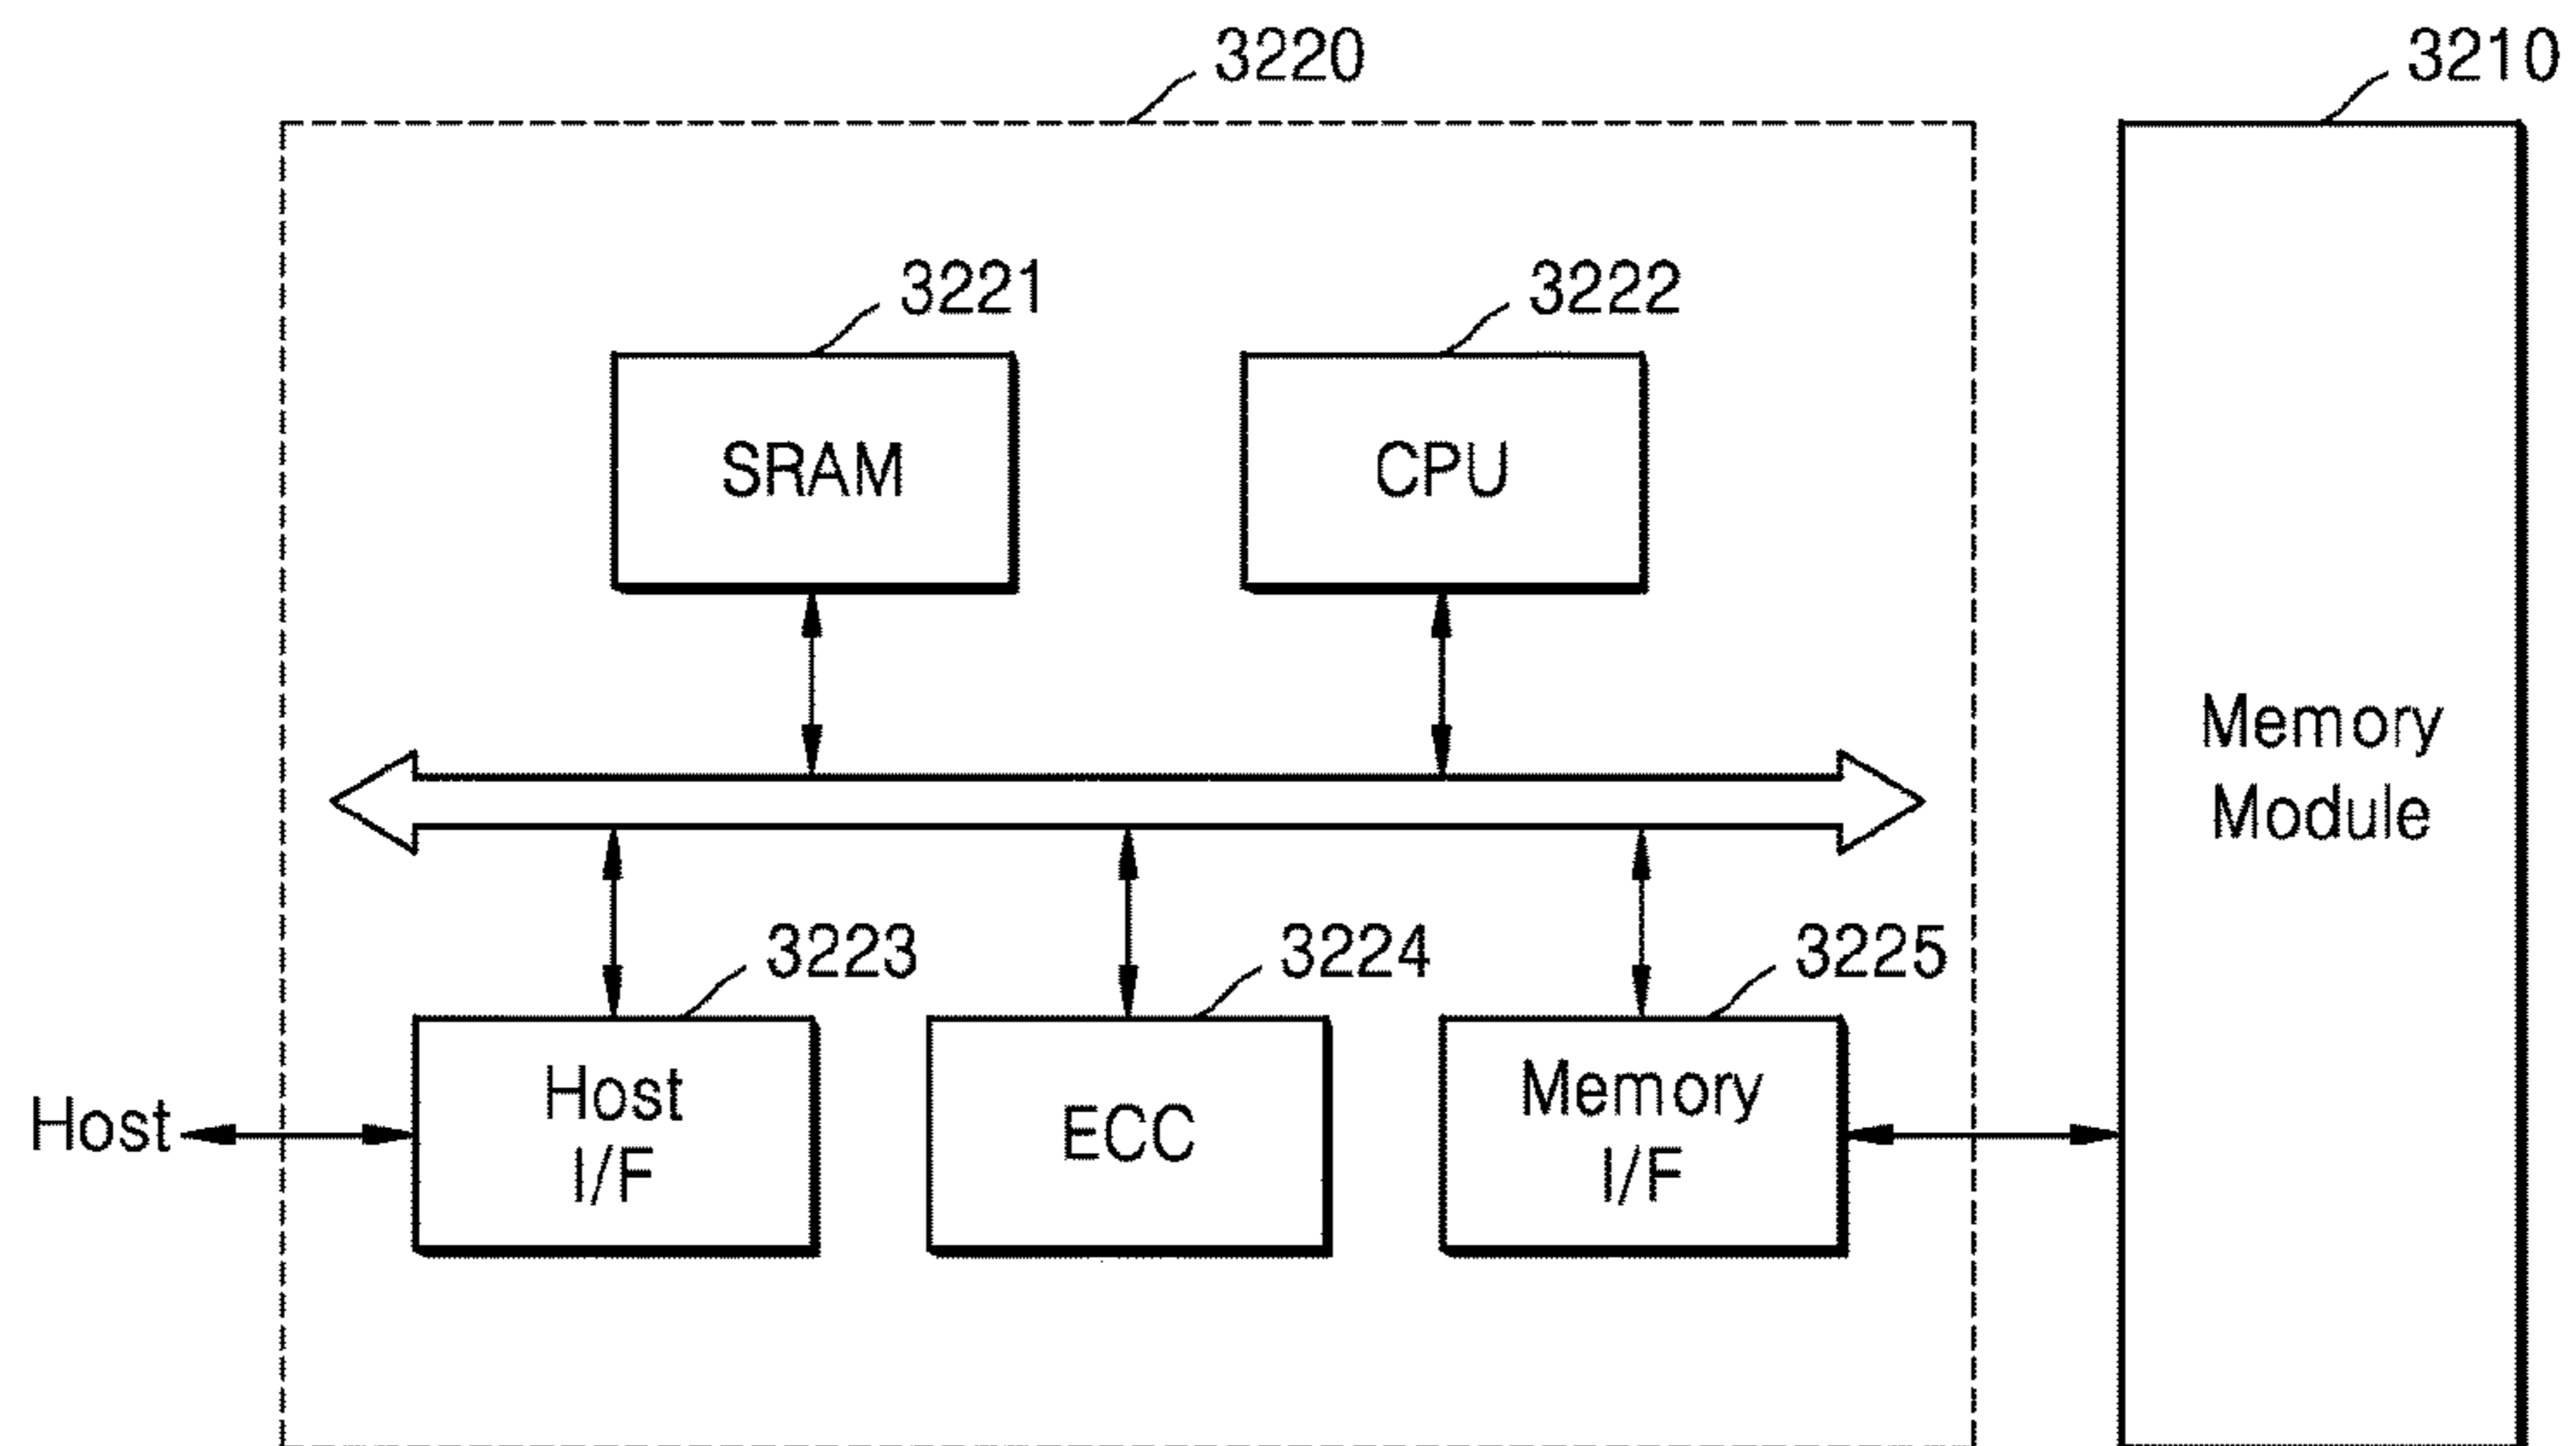 3220
3210
3221
3222
SRAM
CPU
Memory
Module
3223
3224
3225
Host
Host
I/F
ECC
Memory
I/F